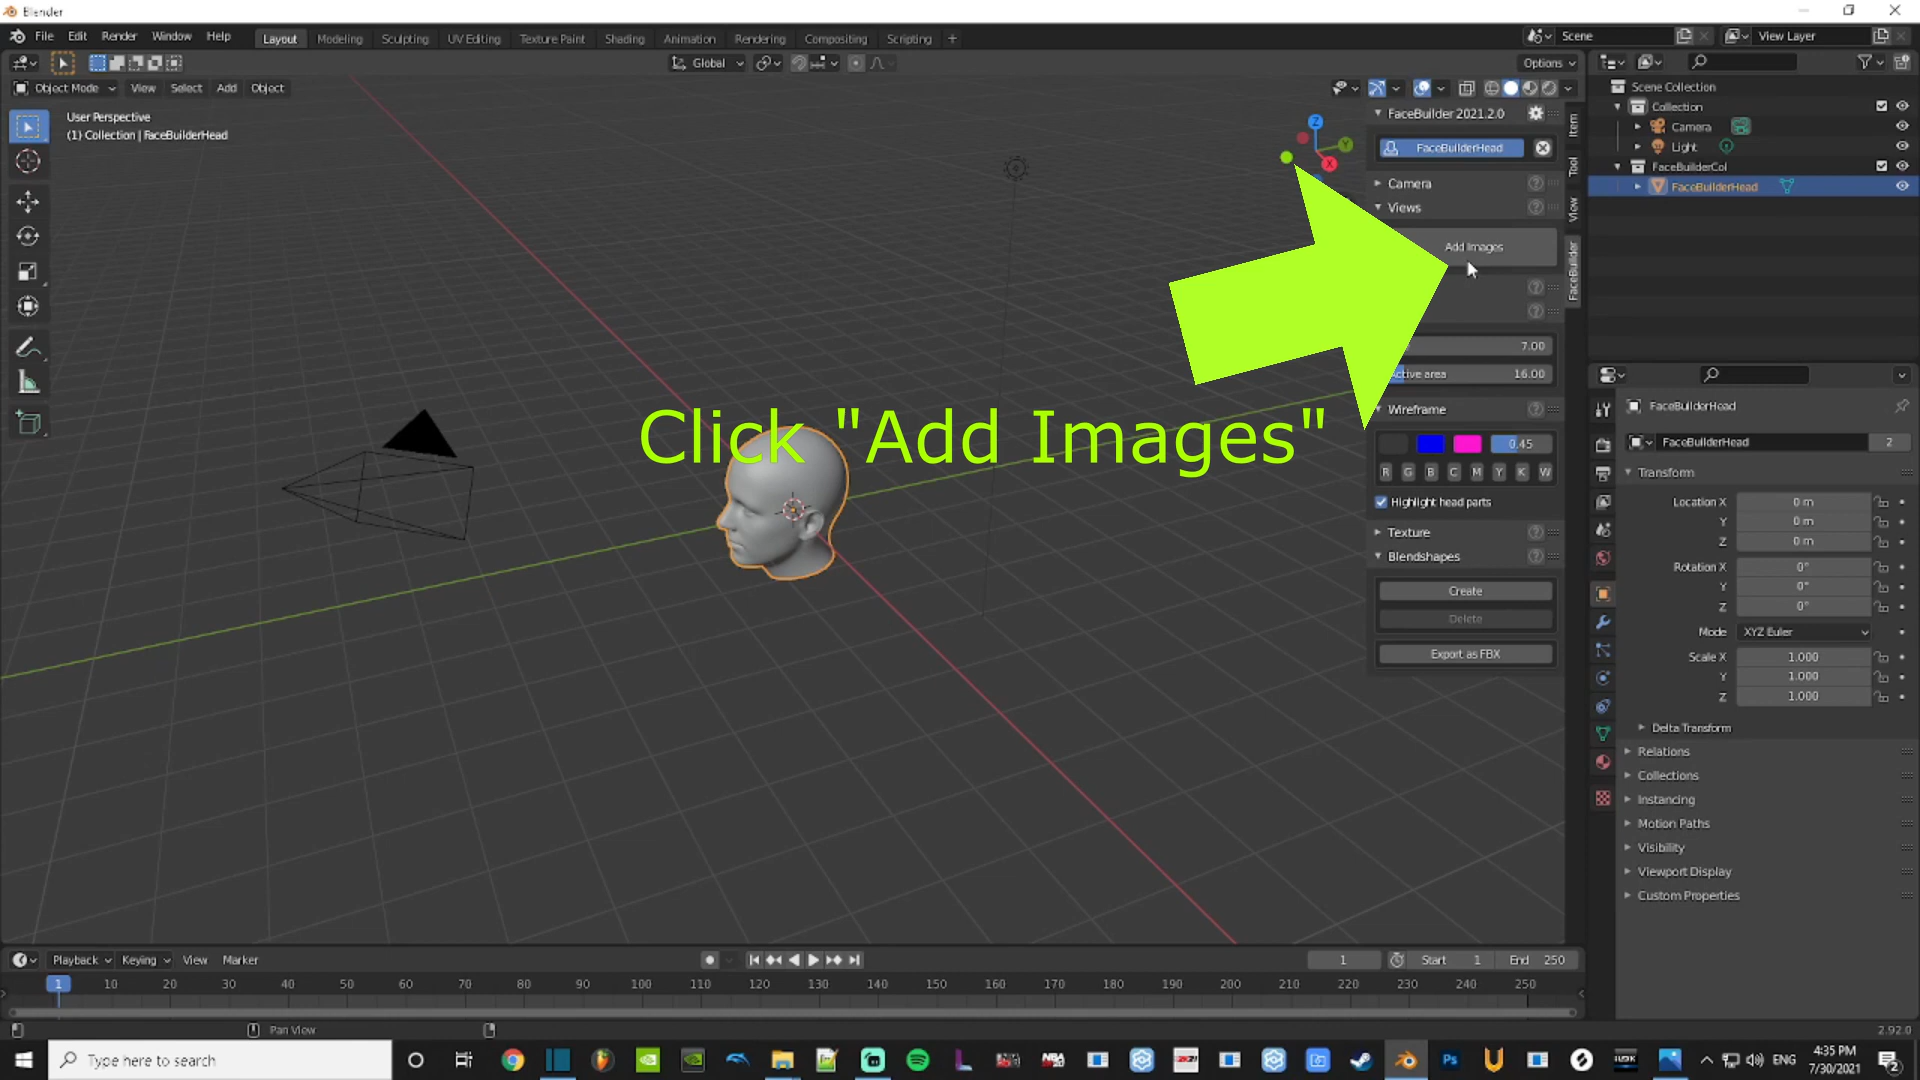 Blender
File Edit Render Window Help Layout Modeling Sculpting UV Editing Texture Paint Shading Animation Rendering Compositing Scripting + Scene View Layer
Global Options
Object Mode View Select Add Object
User Perspective
(1) Collection | FaceBuilderHead
Z
Y
X
FaceBuilder 2021.2.0
FaceBuilderHead
Camera
Views
Add Images
7.00
Active area 16.00
Wireframe
0.45
R G B C M Y K W
Highlight head parts
Texture
Blendshapes
Create
Delete
Export as FBX
Item
Tool
View
FaceBuilder
Click "Add Images"
Scene Collection
Collection
Camera
Light
FaceBuilderCol
FaceBuilderHead
FaceBuilderHead
FaceBuilderHead 2
Transform
Location X 0 m
Y 0 m
Z 0 m
Rotation X 0°
Y 0°
Z 0°
Mode XYZ Euler
Scale X 1.000
Y 1.000
Z 1.000
Delta Transform
Relations
Collections
Instancing
Motion Paths
Visibility
Viewport Display
Custom Properties
Playback Keying View Marker 1 Start 1 End 250
1 10 20 30 40 50 60 70 80 90 100 110 120 130 140 150 160 170 180 190 200 210 220 230 240 250
Pan View 2.92.0
Type here to search
Ps
ENG
4:35 PM
7/30/2021
2